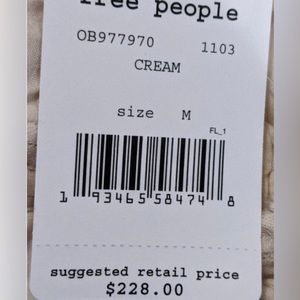 free people
OB977970 1103
CREAM
size M
FL_1
1 93465 58474 8
suggested retail price
$228.00